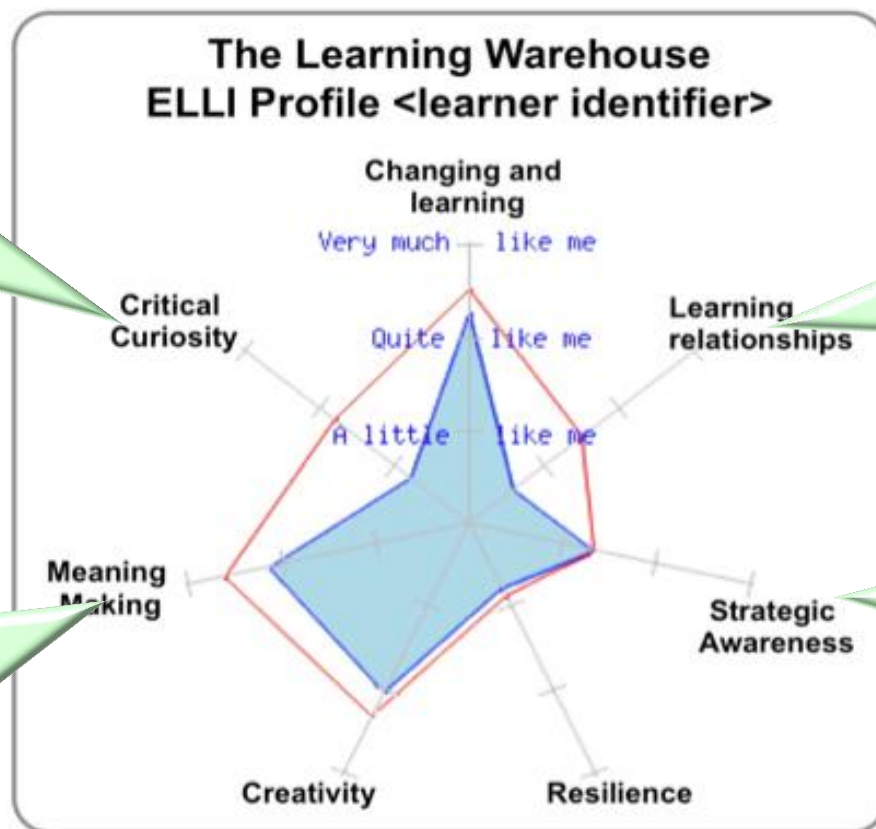 The Learning Warehouse
ELLI Profile <learner identifier>
Changing and
learning
Very much like me
Critical
Curiosity
Learning
relationships
Quite like me
A little like me
Meaning
Making
Strategic
Awareness
Creativity
Resilience